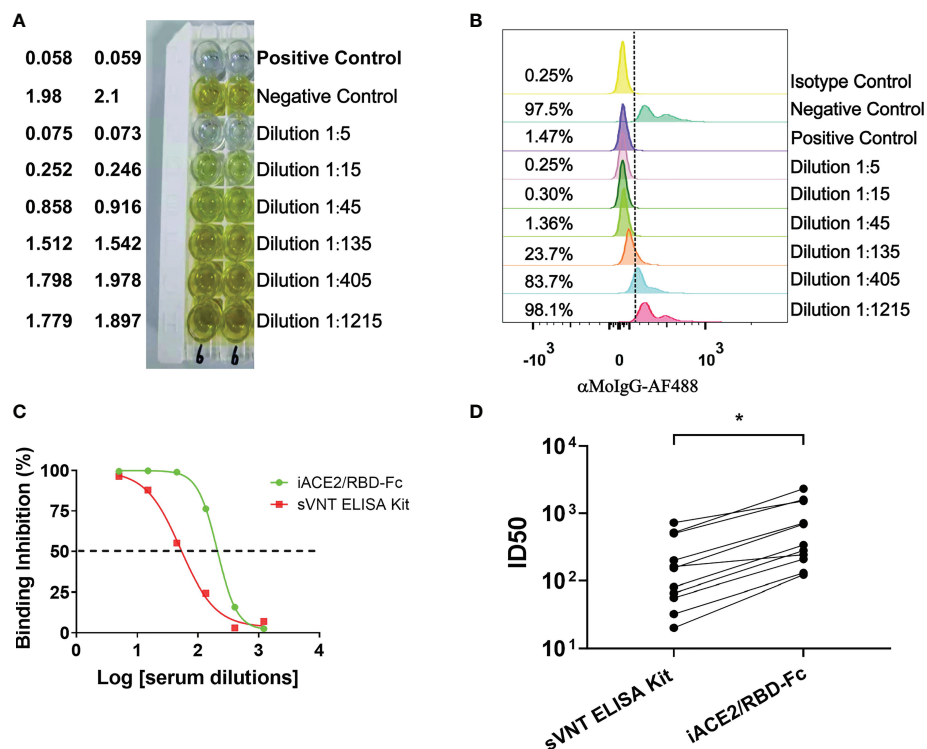 A
0.058 0.059 Positive Control
1.98 2.1 Negative Control
0.075 0.073 Dilution 1:5
0.252 0.246 Dilution 1:15
0.858 0.916 Dilution 1:45
1.512 1.542 Dilution 1:135
1.798 1.978 Dilution 1:405
1.779 1.897 Dilution 1:1215
6 6
B
0.25% Isotype Control
97.5% Negative Control
1.47% Positive Control
0.25% Dilution 1:5
0.30% Dilution 1:15
1.36% Dilution 1:45
23.7% Dilution 1:135
83.7% Dilution 1:405
98.1% Dilution 1:1215
-10³ 0 10³
αMoIgG-AF488
C
Binding Inhibition (%)
100
75
50
25
0
0 1 2 3 4
Log [serum dilutions]
iACE2/RBD-Fc
sVNT ELISA Kit
D
*
ID50
10⁴
10³
10²
10¹
sVNT ELISA Kit
iACE2/RBD-Fc